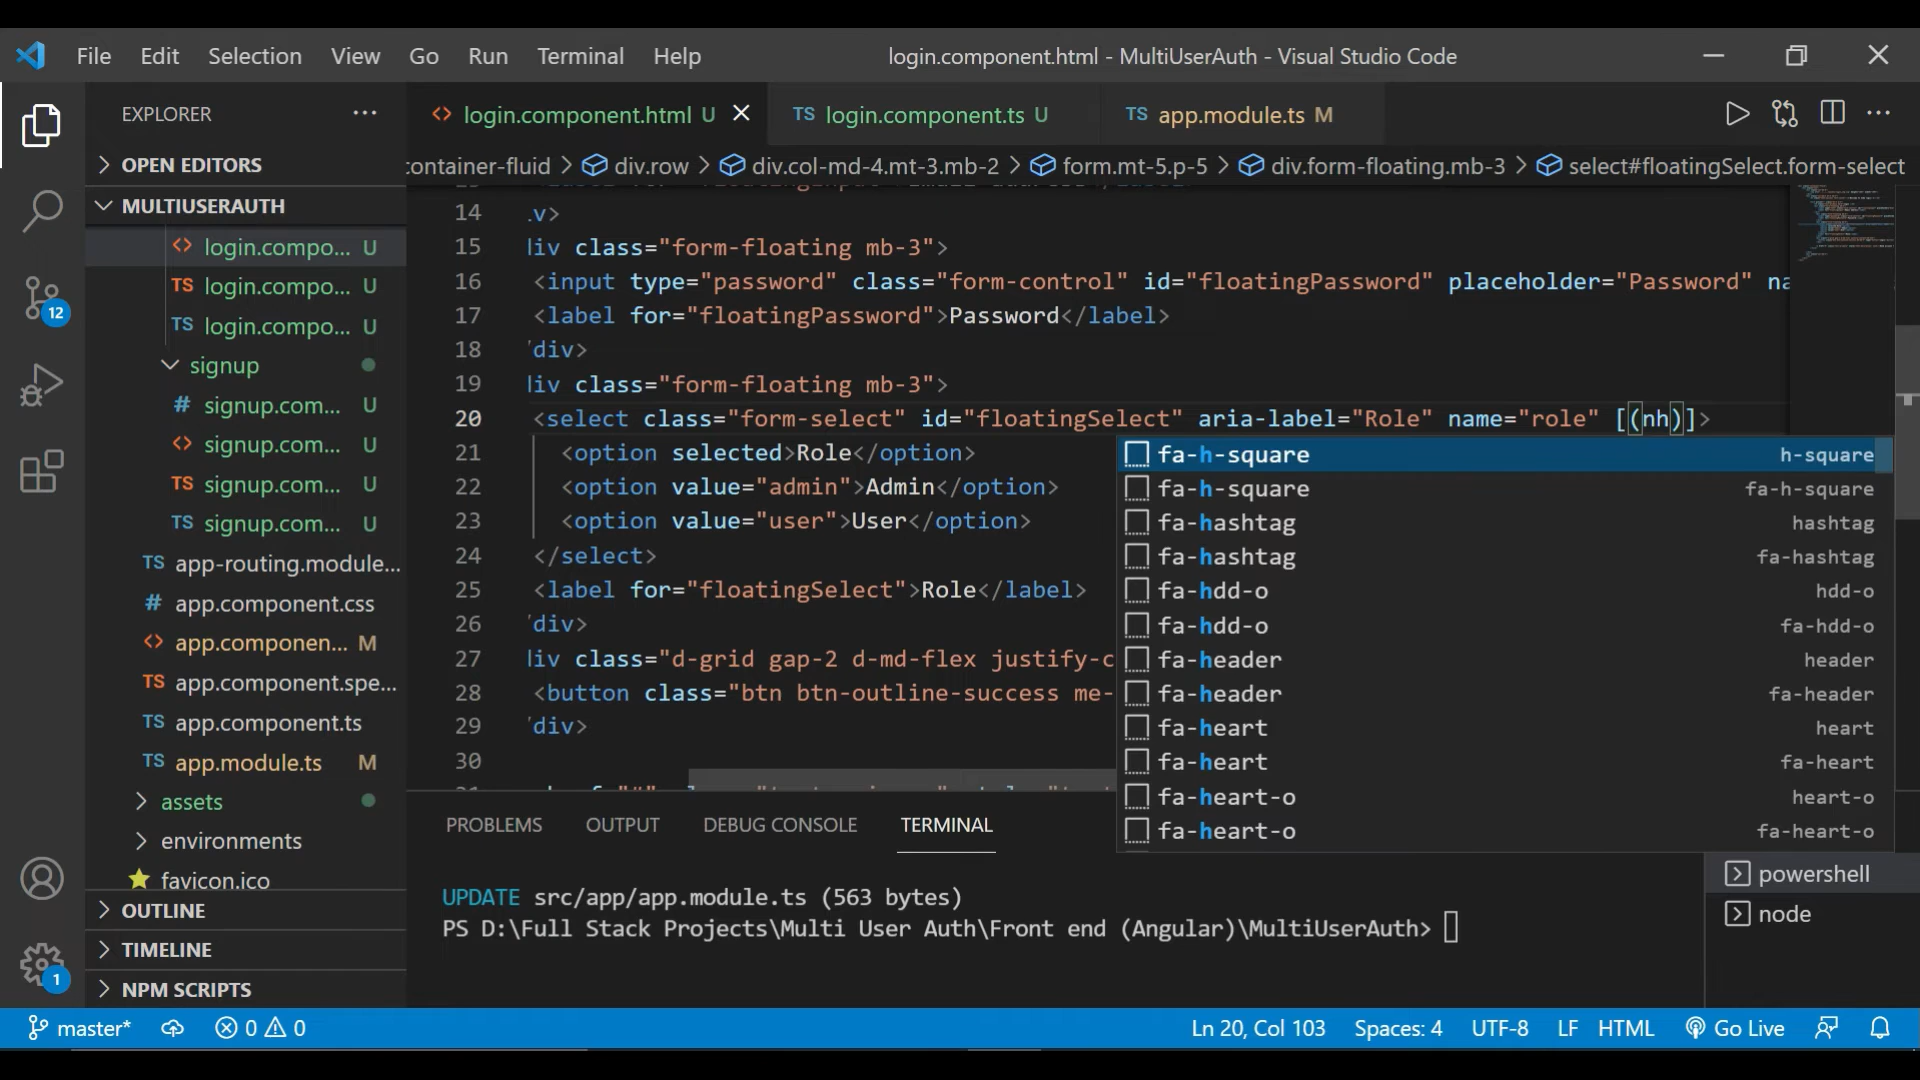 File Edit Selection View Go Run Terminal Help login.component.html - MultiUserAuth - Visual Studio Code
EXPLORER ···
login.component.html U
TS login.component.ts U
TS app.module.ts M
OPEN EDITORS
container-fluid > div.row > div.col-md-4.mt-3.mb-2 > form.mt-5.p-5 > div.form-floating.mb-3 > select#floatingSelect.form-select
MULTIUSERAUTH
login.compo... U
TS login.compo... U
TS login.compo... U
signup
# signup.com... U
signup.com... U
TS signup.com... U
TS signup.com... U
TS app-routing.module...
# app.component.css
app.componen... M
TS app.component.spe...
TS app.component.ts
TS app.module.ts M
assets
environments
favicon.ico
OUTLINE
TIMELINE
NPM SCRIPTS
12
1
14 .v>
15 liv class="form-floating mb-3">
16 <input type="password" class="form-control" id="floatingPassword" placeholder="Password" na
17 <label for="floatingPassword">Password</label>
18 'div>
19 liv class="form-floating mb-3">
20 <select class="form-select" id="floatingSelect" aria-label="Role" name="role" [(nh)]>
21 <option selected>Role</option>
22 <option value="admin">Admin</option>
23 <option value="user">User</option>
24 </select>
25 <label for="floatingSelect">Role</label>
26 'div>
27 liv class="d-grid gap-2 d-md-flex justify-c
28 <button class="btn btn-outline-success me-
29 'div>
30
fa-h-square h-square
fa-h-square fa-h-square
fa-hashtag hashtag
fa-hashtag fa-hashtag
fa-hdd-o hdd-o
fa-hdd-o fa-hdd-o
fa-header header
fa-header fa-header
fa-heart heart
fa-heart fa-heart
fa-heart-o heart-o
fa-heart-o fa-heart-o
PROBLEMS OUTPUT DEBUG CONSOLE TERMINAL
UPDATE src/app/app.module.ts (563 bytes)
PS D:\Full Stack Projects\Multi User Auth\Front end (Angular)\MultiUserAuth>
powershell
node
master* 0 0 Ln 20, Col 103 Spaces: 4 UTF-8 LF HTML Go Live